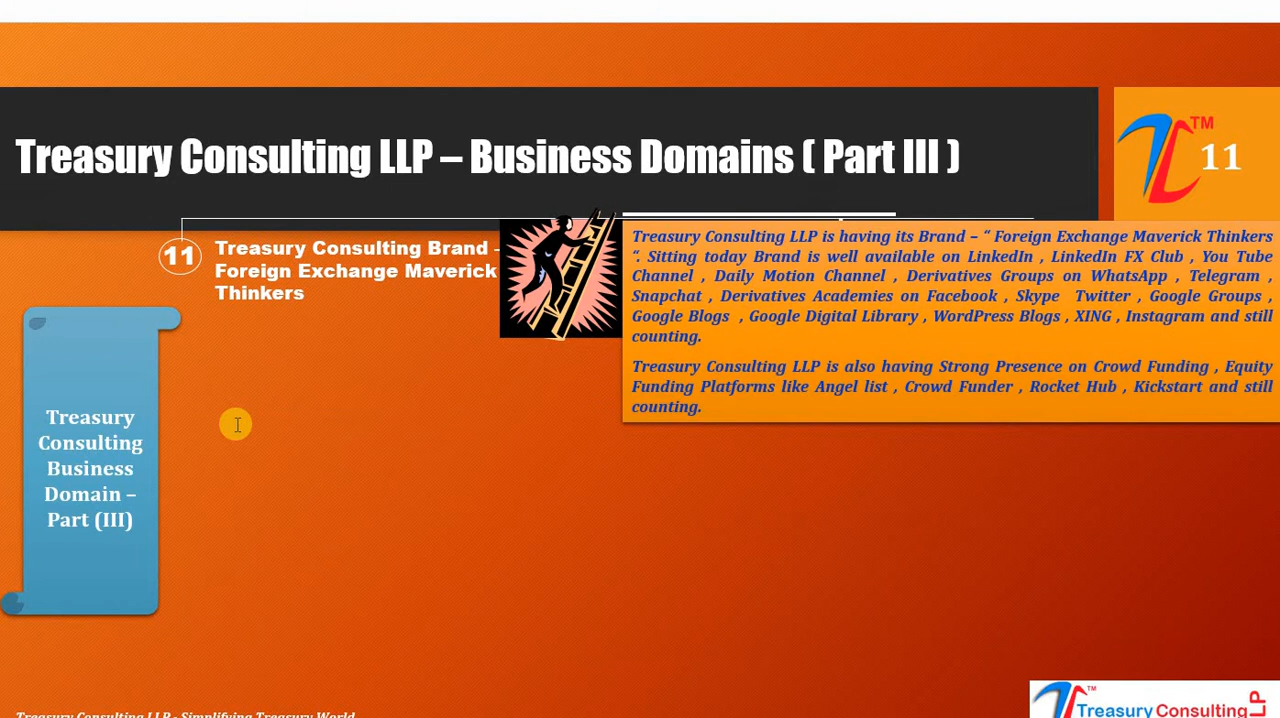 Treasury Consulting LLP – Business Domains ( Part III )
TM
11
11
Treasury Consulting Brand –
Foreign Exchange Maverick
Thinkers
Treasury Consulting LLP is having its Brand – “ Foreign Exchange Maverick Thinkers
“. Sitting today Brand is well available on LinkedIn , LinkedIn FX Club , You Tube
Channel , Daily Motion Channel , Derivatives Groups on WhatsApp , Telegram ,
Snapchat , Derivatives Academies on Facebook , Skype Twitter , Google Groups ,
Google Blogs , Google Digital Library , WordPress Blogs , XING , Instagram and still
counting.
Treasury Consulting LLP is also having Strong Presence on Crowd Funding , Equity
Funding Platforms like Angel list , Crowd Funder , Rocket Hub , Kickstart and still
counting.
Treasury
Consulting
Business
Domain –
Part (III)
Treasury Consulting LLP - Simplifying Treasury World
TM
Treasury Consulting LLP